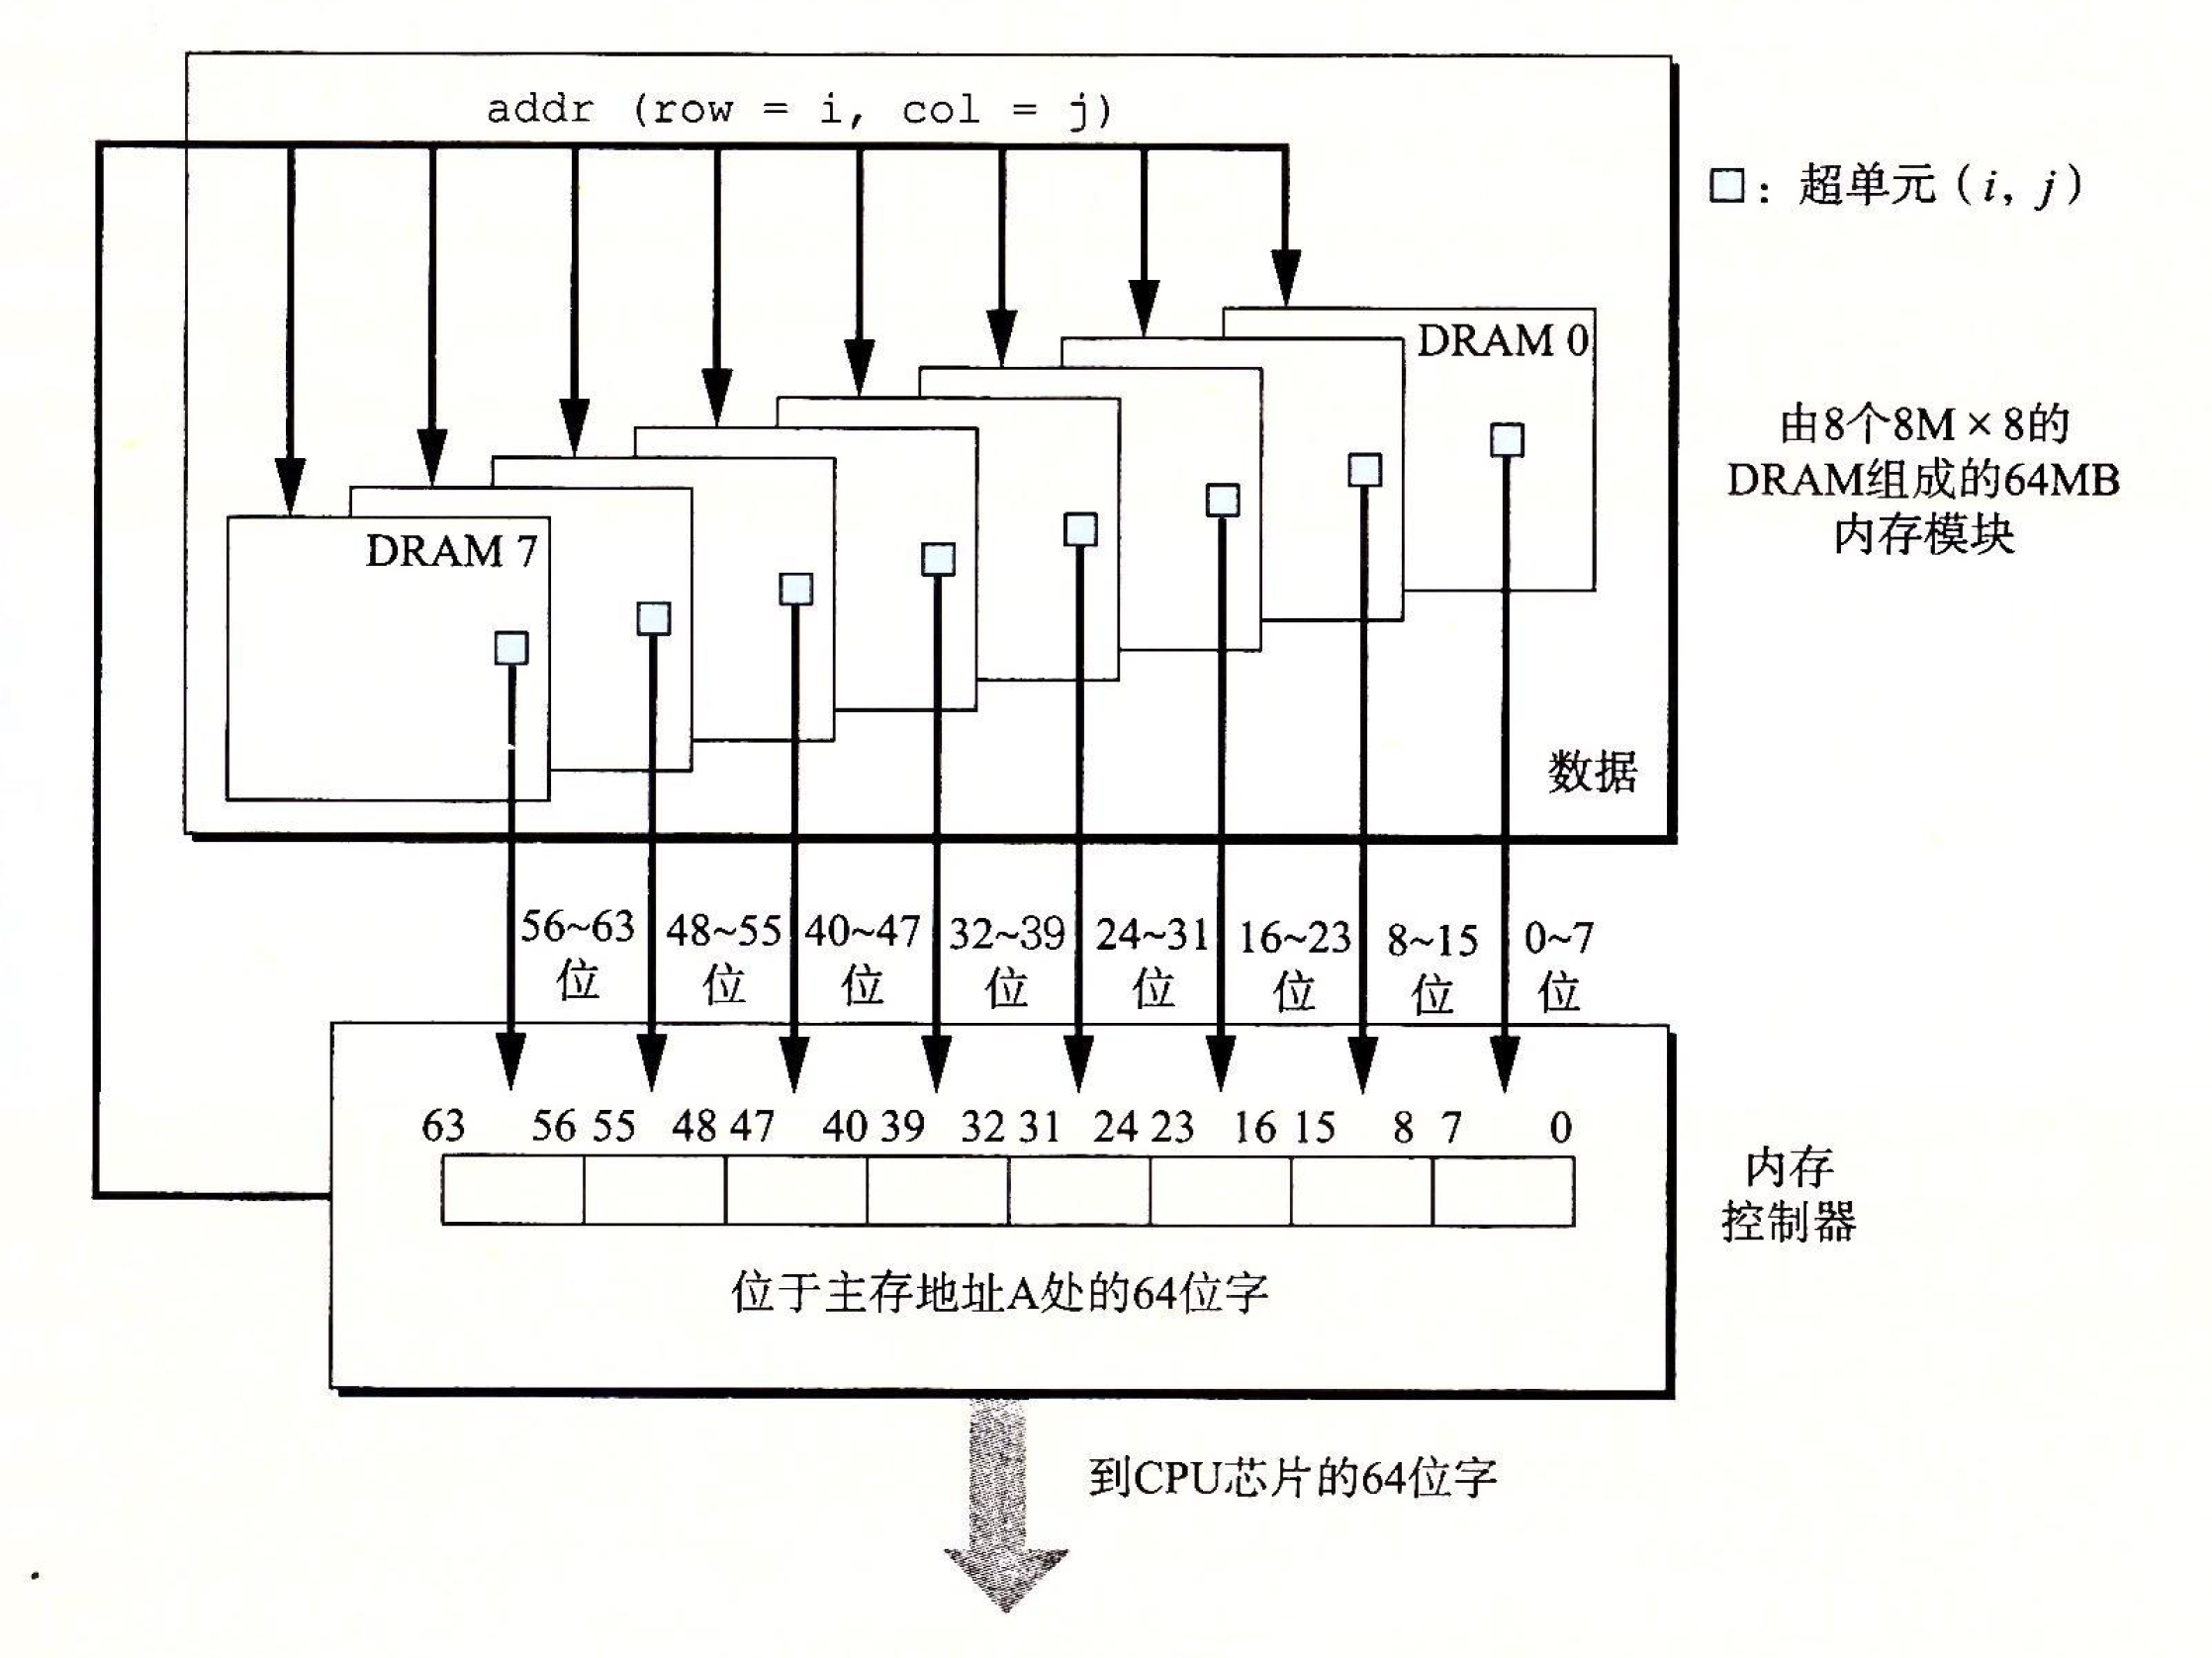 addr (row = i, col = j)
□：超单元（i, j）
DRAM 0
由8个8M×8的
DRAM组成的64MB
内存模块
DRAM 7
数据
56~63 48~55 40~47 32~39 24~31 16~23 8~15 0~7
位 位 位 位 位 位 位 位
63 56 55 48 47 40 39 32 31 24 23 16 15 8 7 0
内存
控制器
位于主存地址A处的64位字
到CPU芯片的64位字